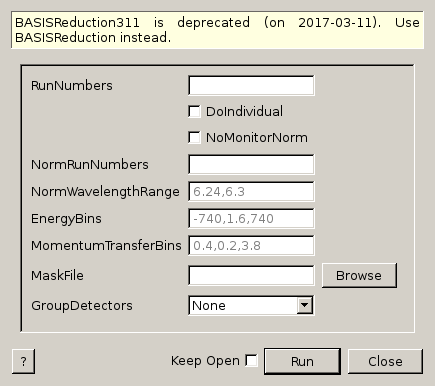 BASISReduction311 is deprecated (on 2017-03-11). Use
BASISReduction instead.
RunNumbers
DoIndividual
NoMonitorNorm
NormRunNumbers
NormWavelengthRange 6.24,6.3
EnergyBins -740,1.6,740
MomentumTransferBins 0.4,0.2,3.8
MaskFile Browse
GroupDetectors None
? Keep Open Run Close